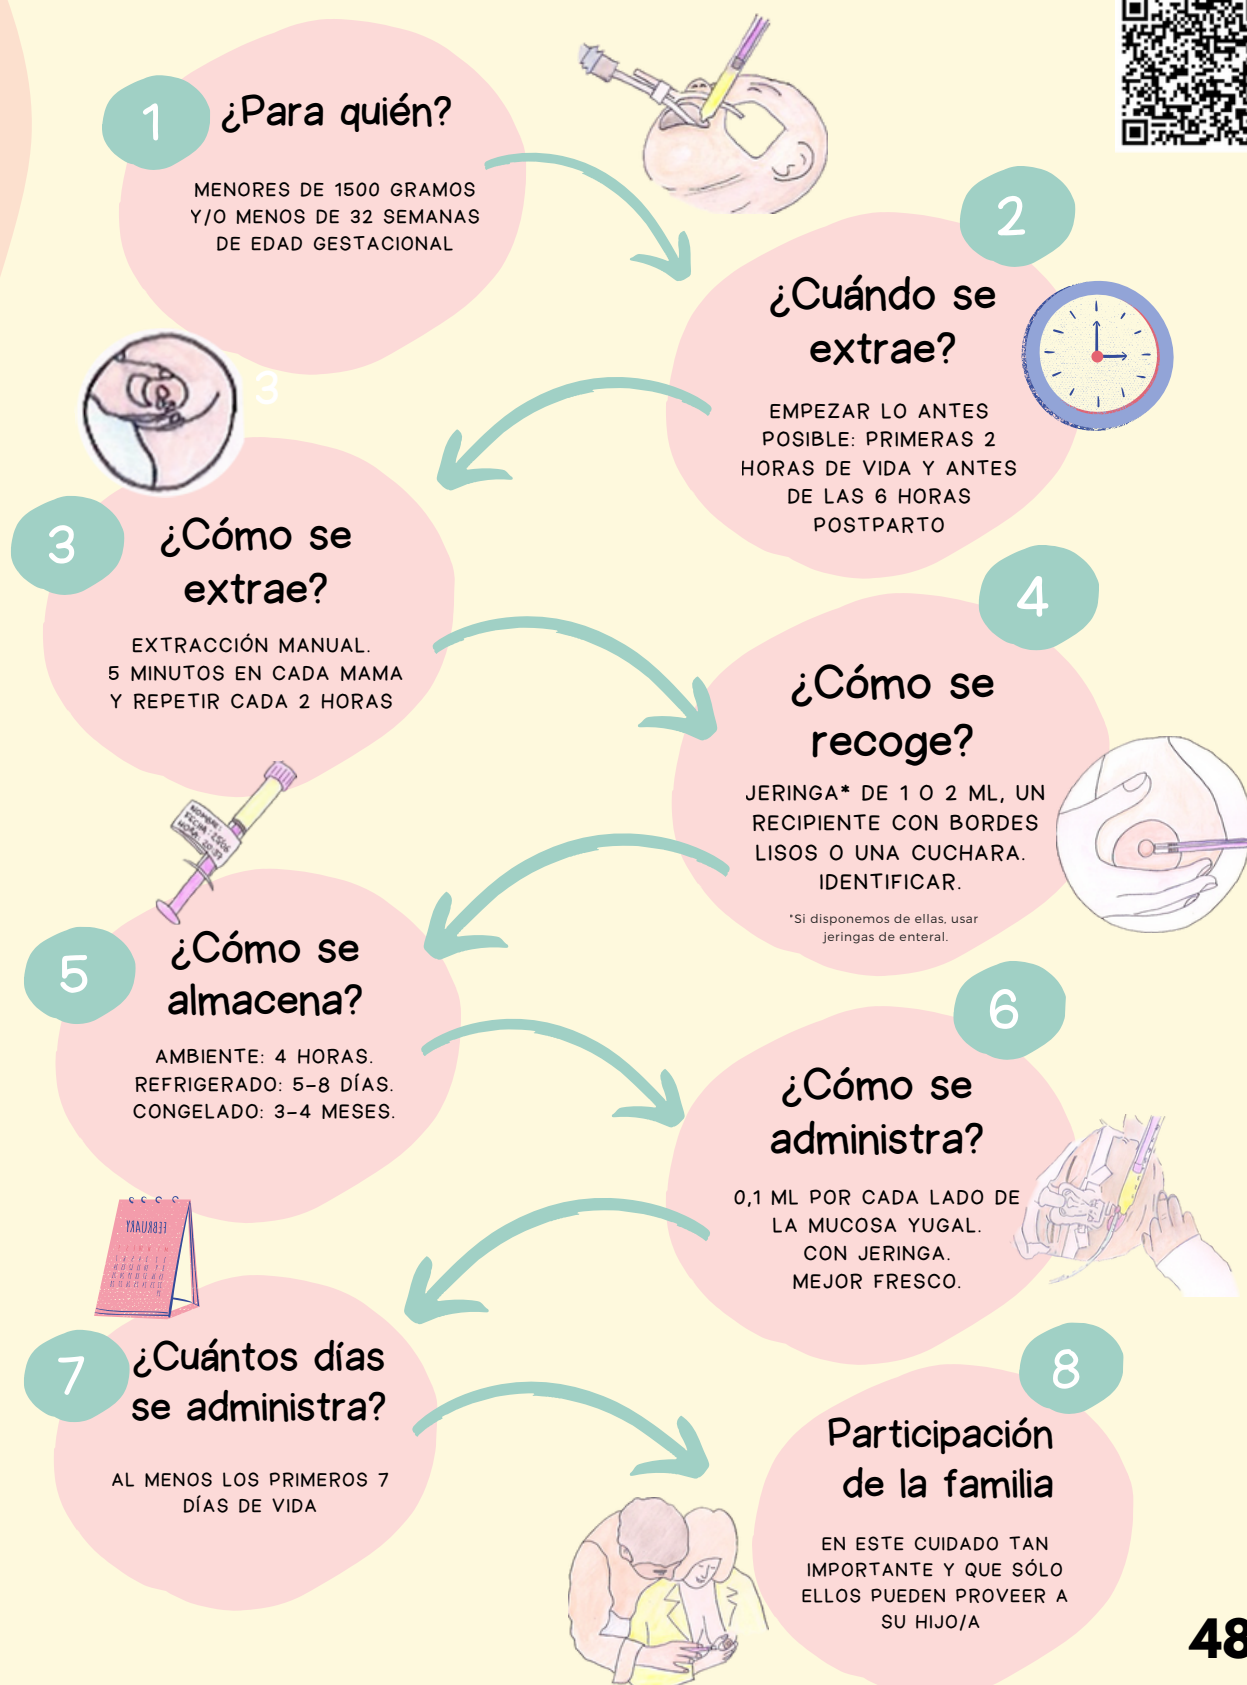 1
¿Para quién?
MENORES DE 1500 GRAMOS
Y/O MENOS DE 32 SEMANAS
DE EDAD GESTACIONAL
2
¿Cuándo se
extrae?
EMPEZAR LO ANTES
POSIBLE: PRIMERAS 2
HORAS DE VIDA Y ANTES
DE LAS 6 HORAS
POSTPARTO
3
3
¿Cómo se
extrae?
EXTRACCIÓN MANUAL.
5 MINUTOS EN CADA MAMA
Y REPETIR CADA 2 HORAS
4
¿Cómo se
recoge?
JERINGA* DE 1 O 2 ML, UN
RECIPIENTE CON BORDES
LISOS O UNA CUCHARA.
IDENTIFICAR.
*Si disponemos de ellas, usar
jeringas de enteral.
NOMBRE:
FECHA: 25/06
HORA: 20:37
5
¿Cómo se
almacena?
AMBIENTE: 4 HORAS.
REFRIGERADO: 5-8 DÍAS.
CONGELADO: 3-4 MESES.
6
¿Cómo se
administra?
0,1 ML POR CADA LADO DE
LA MUCOSA YUGAL.
CON JERINGA.
MEJOR FRESCO.
FEBRUARY
7
¿Cuántos días
se administra?
AL MENOS LOS PRIMEROS 7
DÍAS DE VIDA
8
Participación
de la familia
EN ESTE CUIDADO TAN
IMPORTANTE Y QUE SÓLO
ELLOS PUEDEN PROVEER A
SU HIJO/A
48